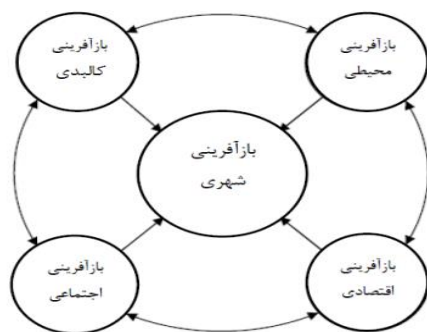 بازآفرینی
محیطی
بازآفرینی
کالبدی
بازآفرینی
شهری
بازآفرینی
اقتصادی
بازآفرینی
اجتماعی